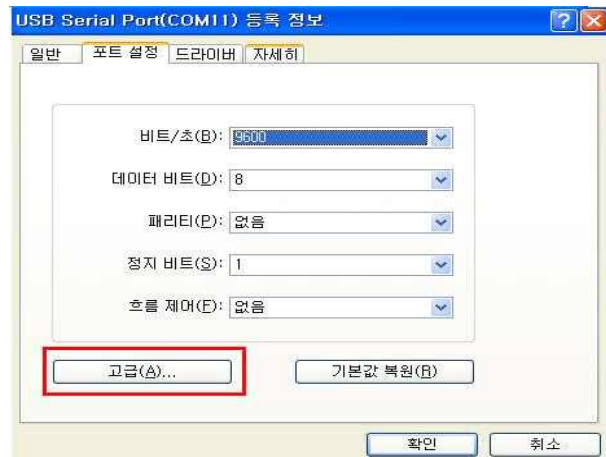 USB Serial Port(COM11) 등록 정보
일반 포트 설정 드라이버 자세히
비트/초(B): 9600
데이터 비트(D): 8
패리티(P): 없음
정지 비트(S): 1
흐름 제어(F): 없음
고급(A)... 기본값 복원(R)
확인 취소